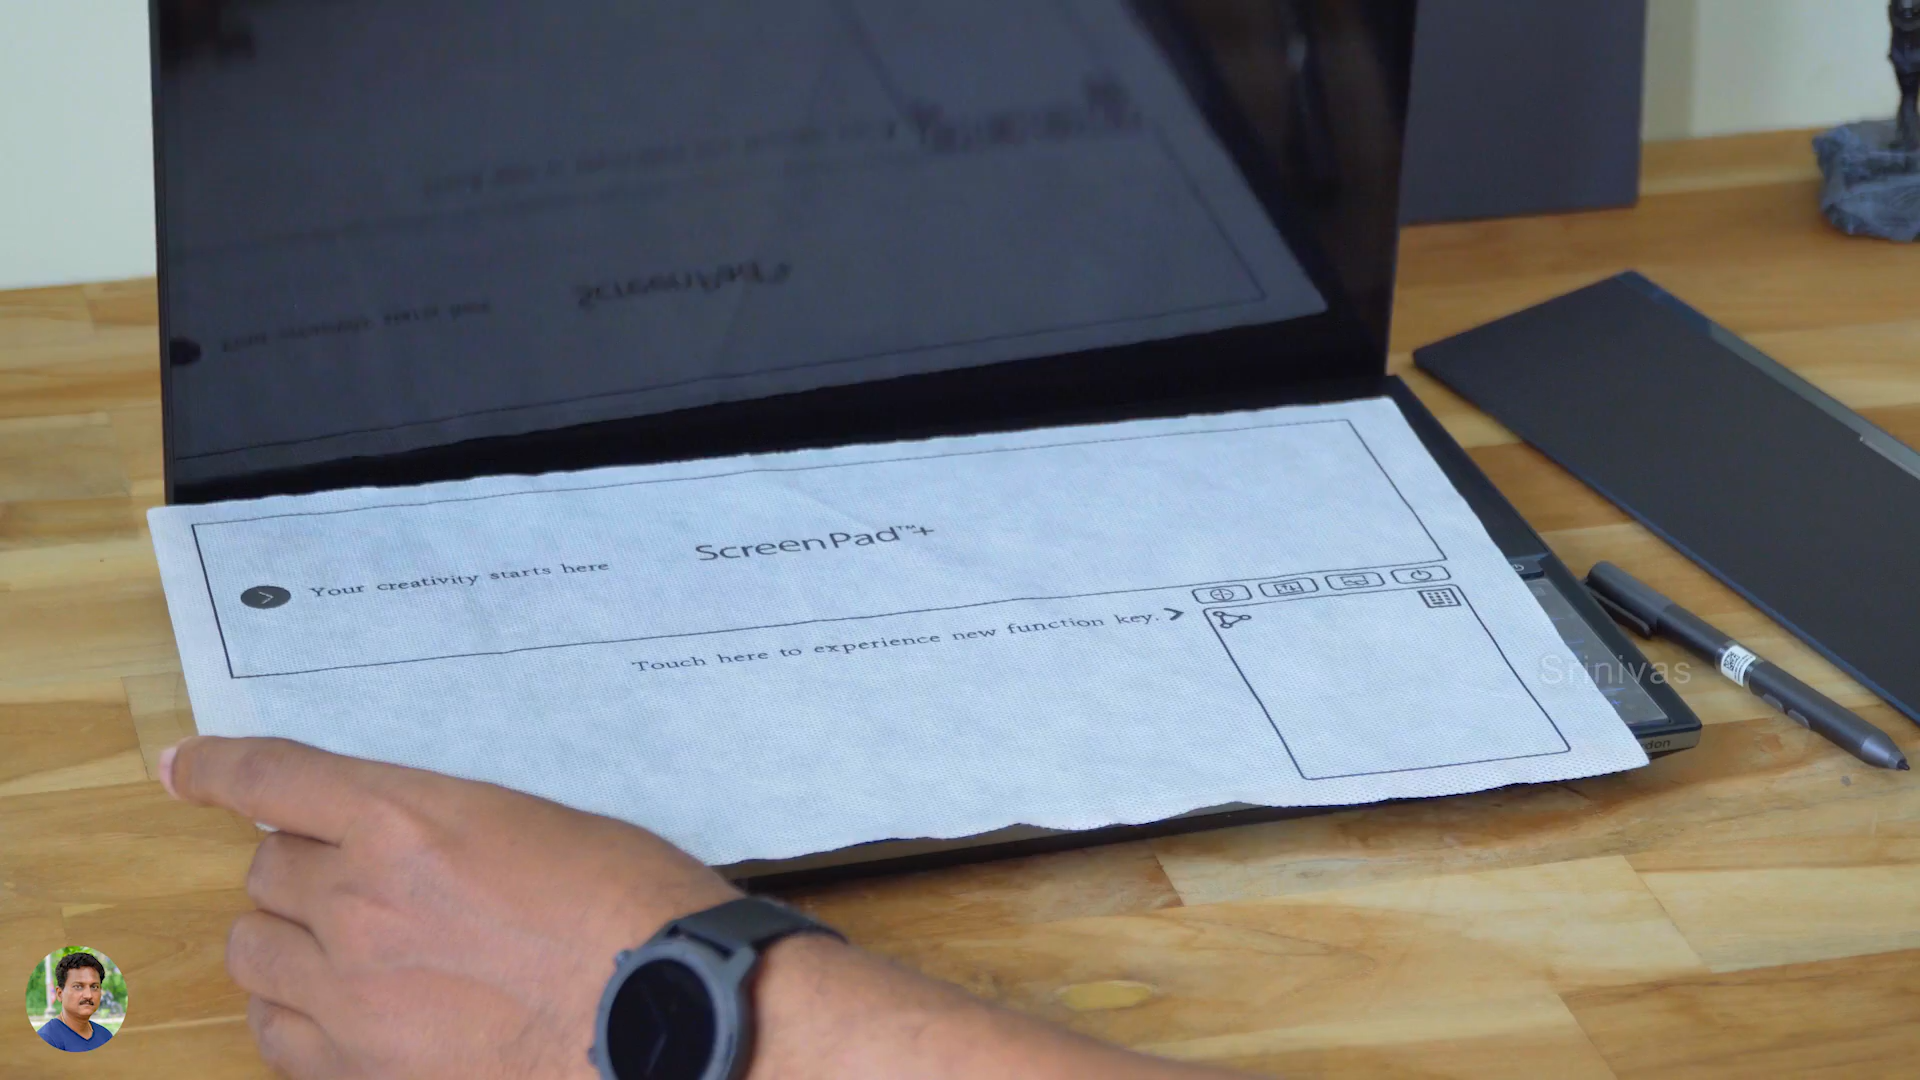 ScreenPad™+
Your creativity starts here
Touch here to experience new function key.
Srinivas